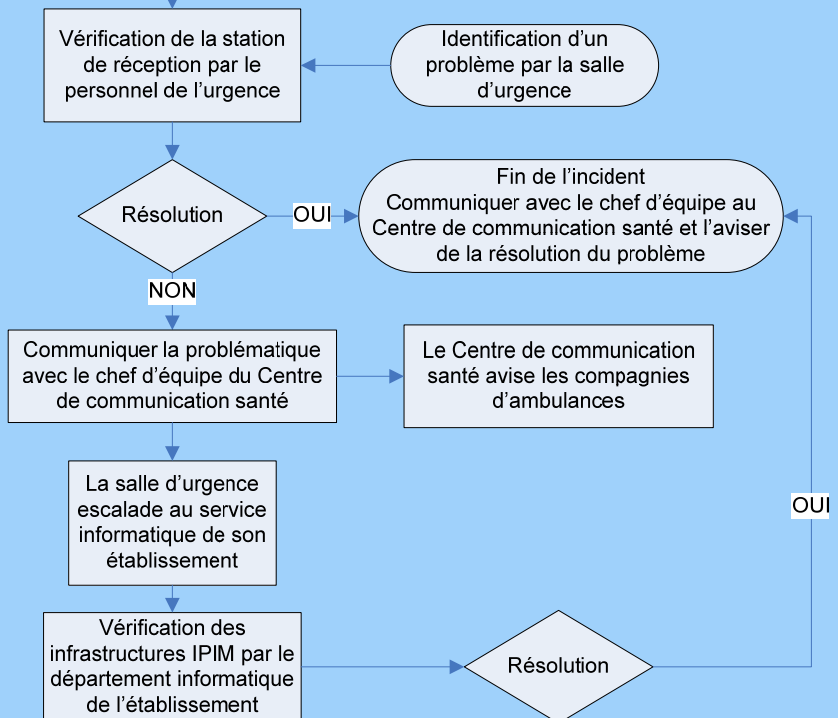 Vérification de la station
de réception par le
personnel de l'urgence
Identification d'un
problème par la salle
d'urgence
Résolution
OUI
Fin de l'incident
Communiquer avec le chef d'équipe au
Centre de communication santé et l'aviser
de la résolution du problème
NON
Communiquer la problématique
avec le chef d'équipe du Centre
de communication santé
Le Centre de communication
santé avise les compagnies
d'ambulances
La salle d'urgence
escalade au service
informatique de son
établissement
OUI
Vérification des
infrastructures IPIM par le
département informatique
de l'établissement
Résolution